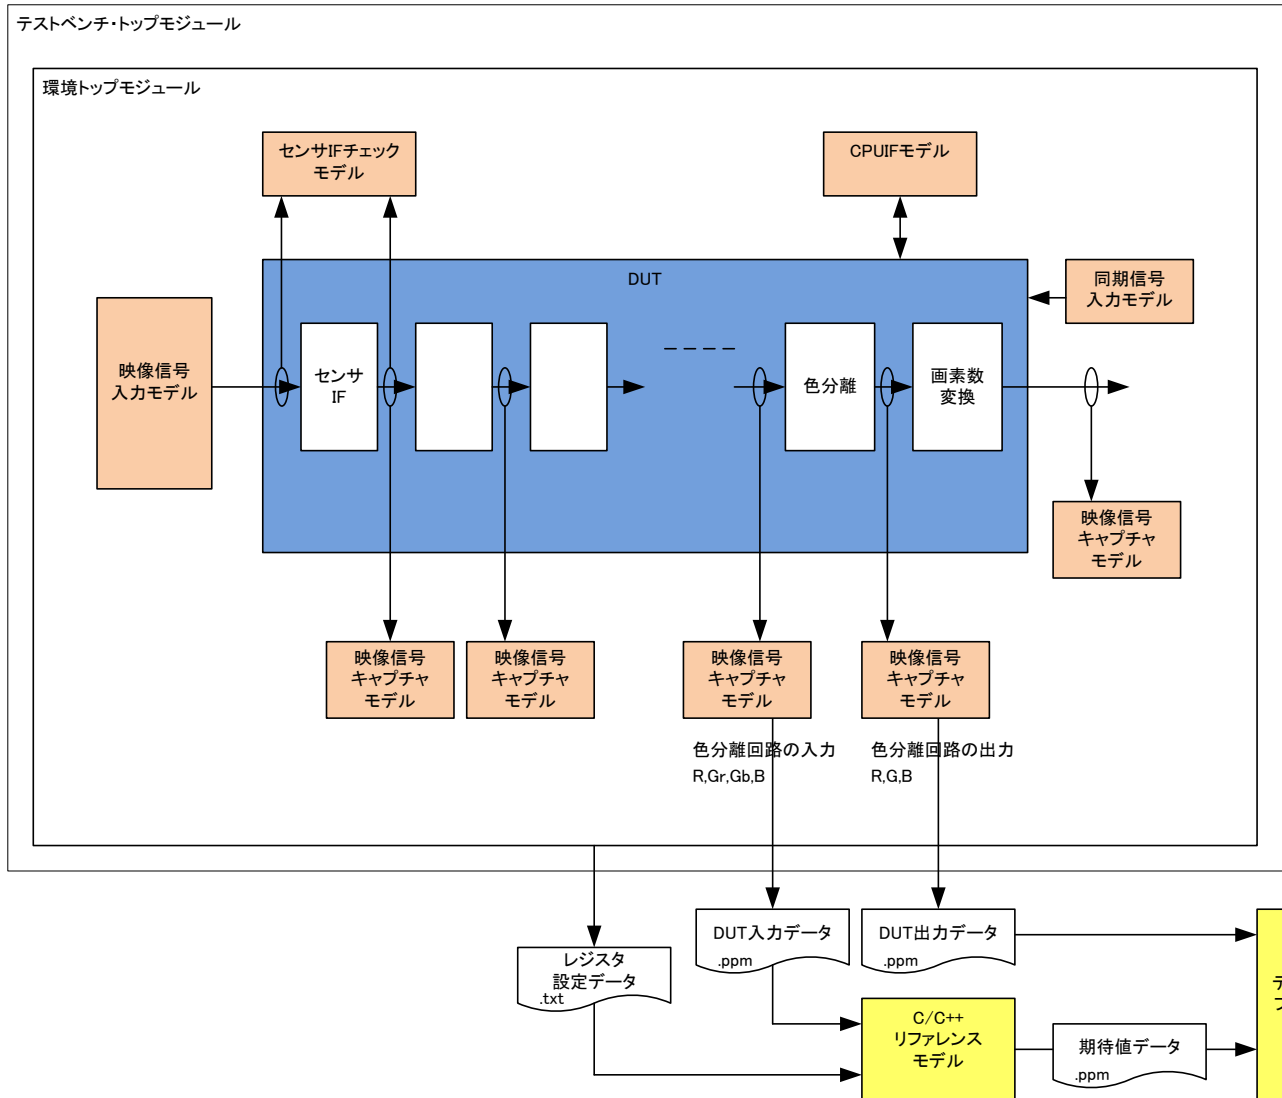 テストベンチ・トップモジュール
環境トップモジュール
センサIFチェック
モデル
CPUIFモデル
DUT
同期信号
入力モデル
映像信号
入力モデル
センサ
IF
色分離
画素数
変換
映像信号
キャプチャ
モデル
映像信号
キャプチャ
モデル
映像信号
キャプチャ
モデル
映像信号
キャプチャ
モデル
映像信号
キャプチャ
モデル
色分離回路の入力
R,Gr,Gb,B
色分離回路の出力
R,G,B
DUT入力データ
.ppm
DUT出力データ
.ppm
レジスタ
設定データ
.txt
C/C++
リファレンス
モデル
期待値データ
.ppm